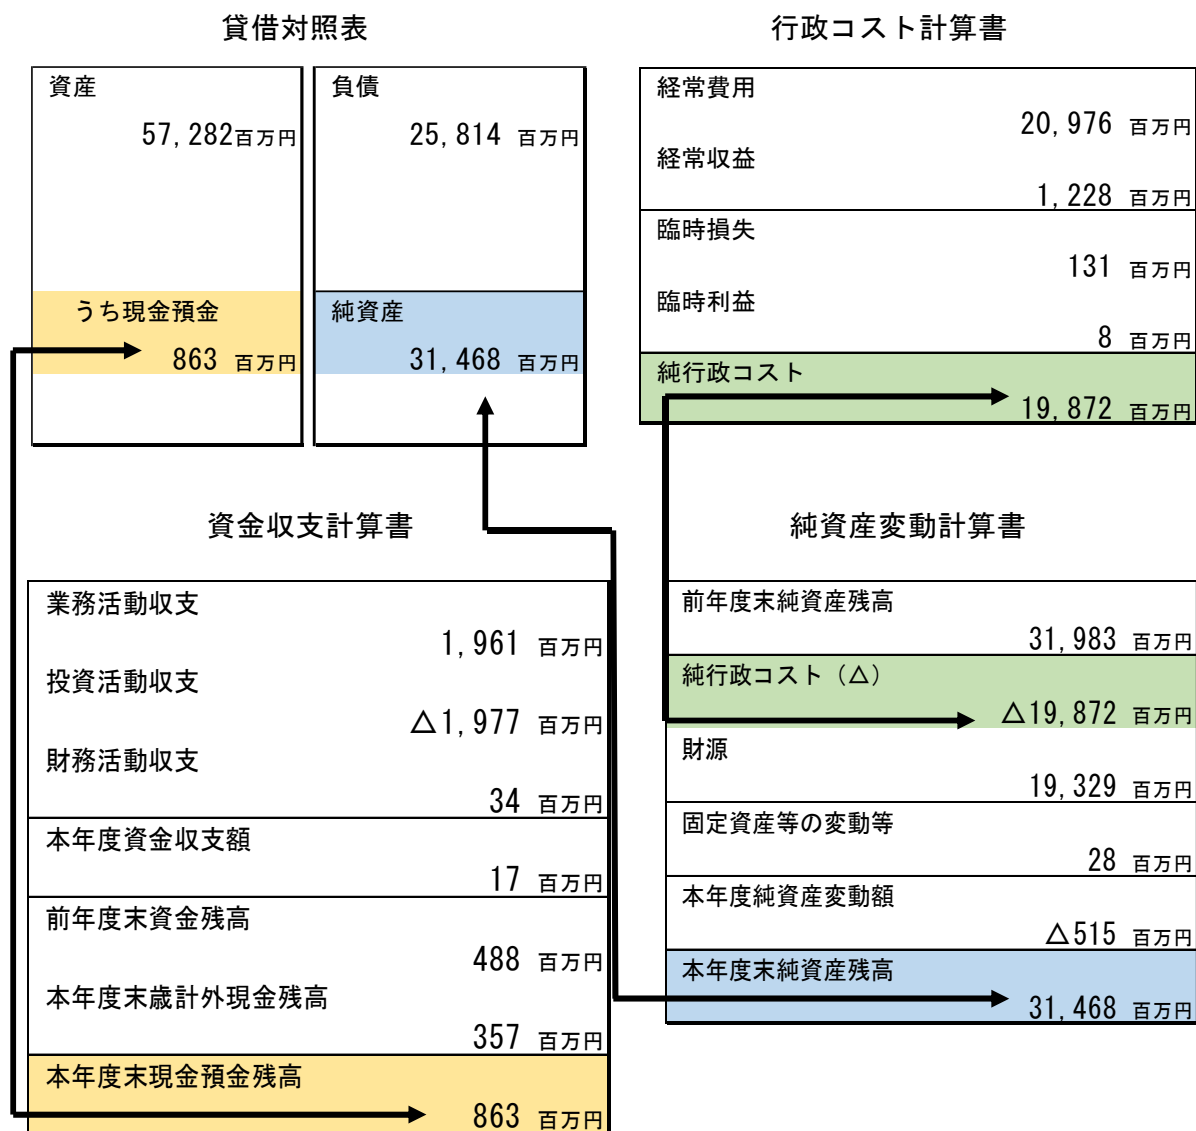 貸借対照表
資産
57,282百万円
うち現金預金
863 百万円
負債
25,814 百万円
純資産
31,468 百万円
行政コスト計算書
経常費用
20,976 百万円
経常収益
1,228 百万円
臨時損失
131 百万円
臨時利益
8 百万円
純行政コスト
19,872 百万円
資金収支計算書
業務活動収支
1,961 百万円
投資活動収支
△1,977 百万円
財務活動収支
34 百万円
本年度資金収支額
17 百万円
前年度末資金残高
488 百万円
本年度末歳計外現金残高
357 百万円
本年度末現金預金残高
863 百万円
純資産変動計算書
前年度末純資産残高
31,983 百万円
純行政コスト（△）
△19,872 百万円
財源
19,329 百万円
固定資産等の変動等
28 百万円
本年度純資産変動額
△515 百万円
本年度末純資産残高
31,468 百万円